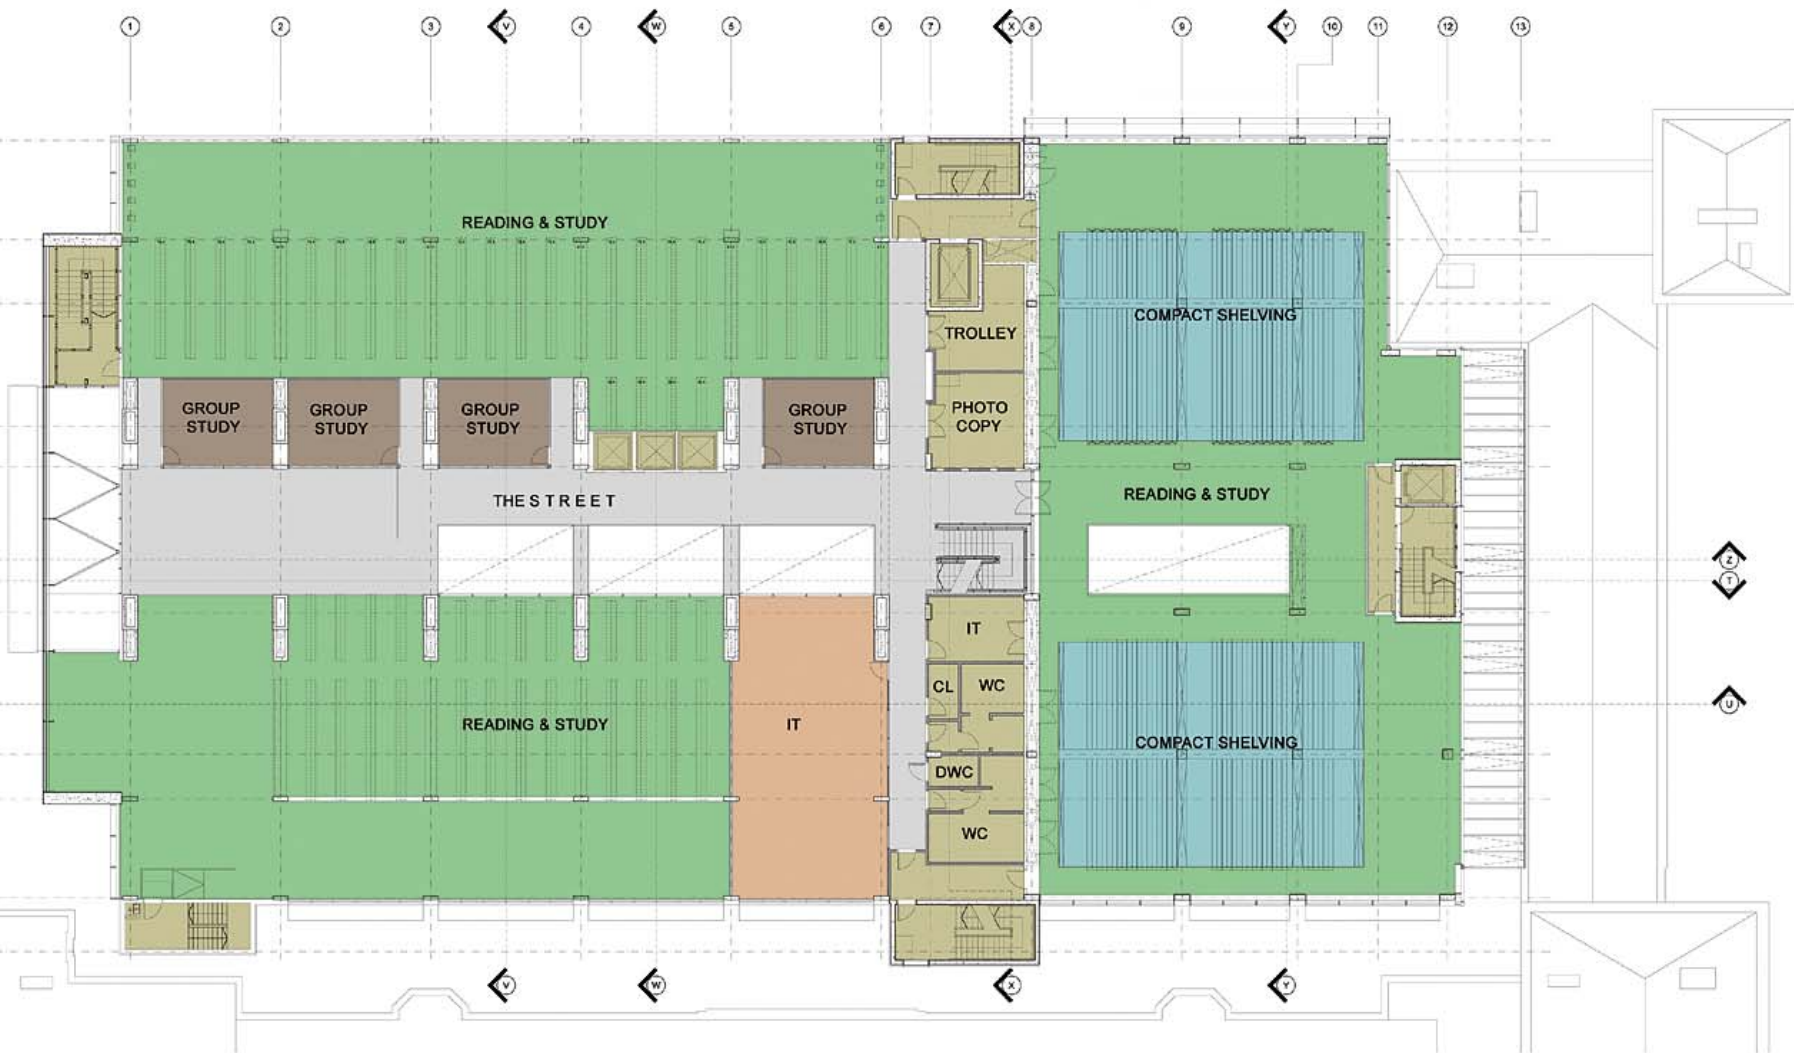 1 2 3 V 4 W 5 6 7 X 8 9 Y 10 11 12 13
READING & STUDY
TROLLEY
COMPACT SHELVING
GROUP
STUDY
GROUP
STUDY
GROUP
STUDY
GROUP
STUDY
PHOTO
COPY
THE STREET
READING & STUDY
Z
T
IT
CL
WC
U
READING & STUDY
IT
COMPACT SHELVING
DWC
WC
V W X Y